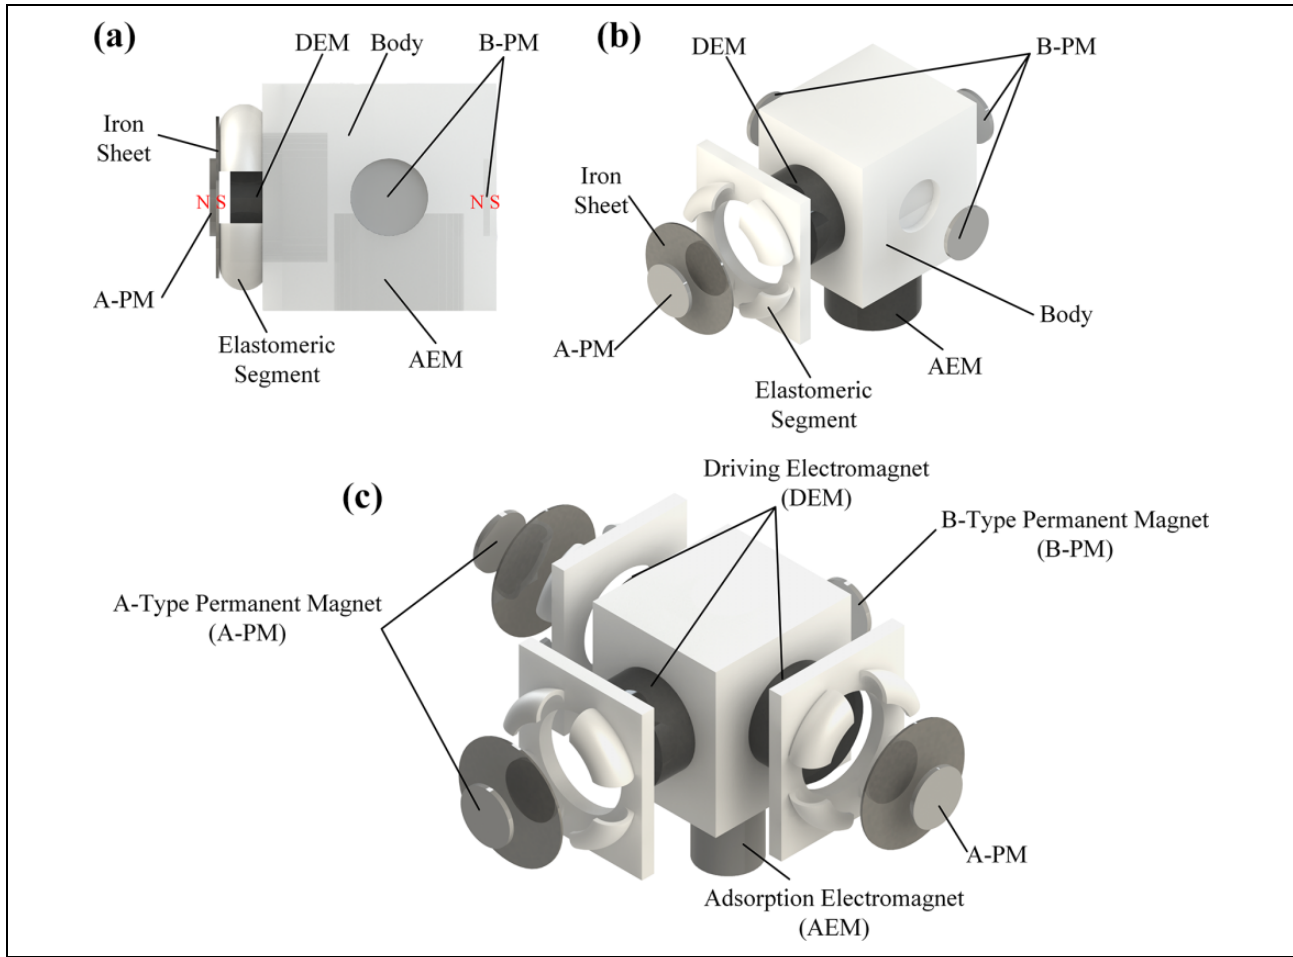 (a)
DEM
Body
B-PM
Iron
Sheet
N S
N S
A-PM
Elastomeric
Segment
AEM
(b)
DEM
B-PM
Iron
Sheet
A-PM
Body
AEM
Elastomeric
Segment
(c)
Driving Electromagnet
(DEM)
B-Type Permanent Magnet
(B-PM)
A-Type Permanent Magnet
(A-PM)
A-PM
Adsorption Electromagnet
(AEM)